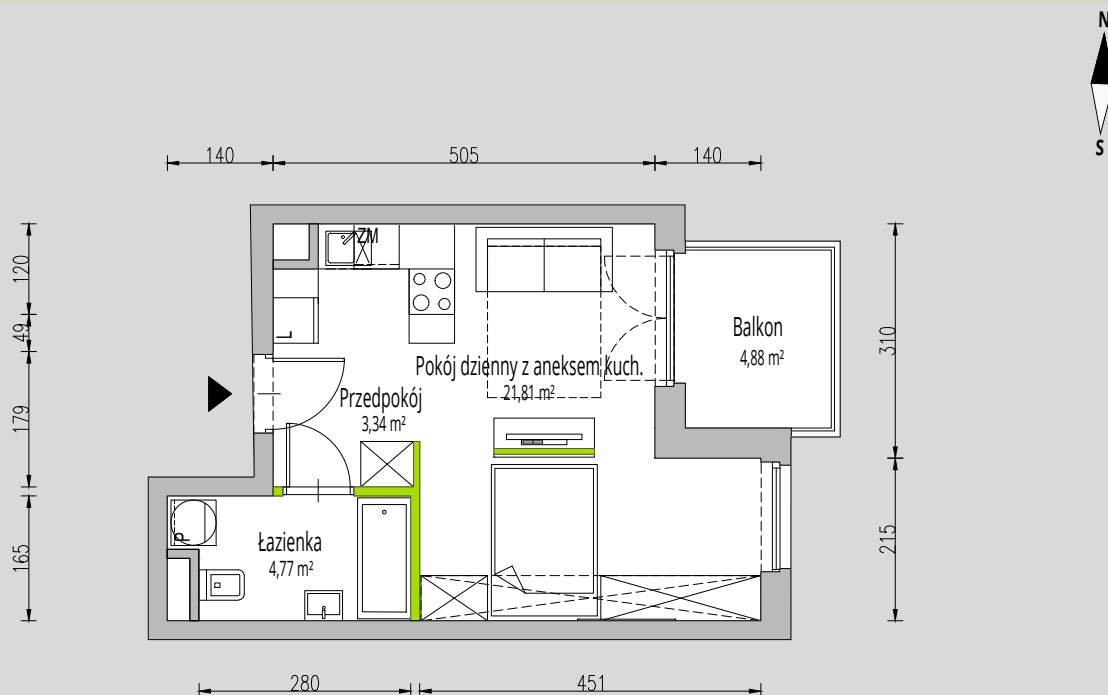 N
S
140
505
140
120
49
179
165
310
215
ZM
L
Balkon
4,88 m²
Pokój dzienny z aneksem kuch.
21,81 m²
Przedpokój
3,34 m²
P
Łazienka
4,77 m²
280
451